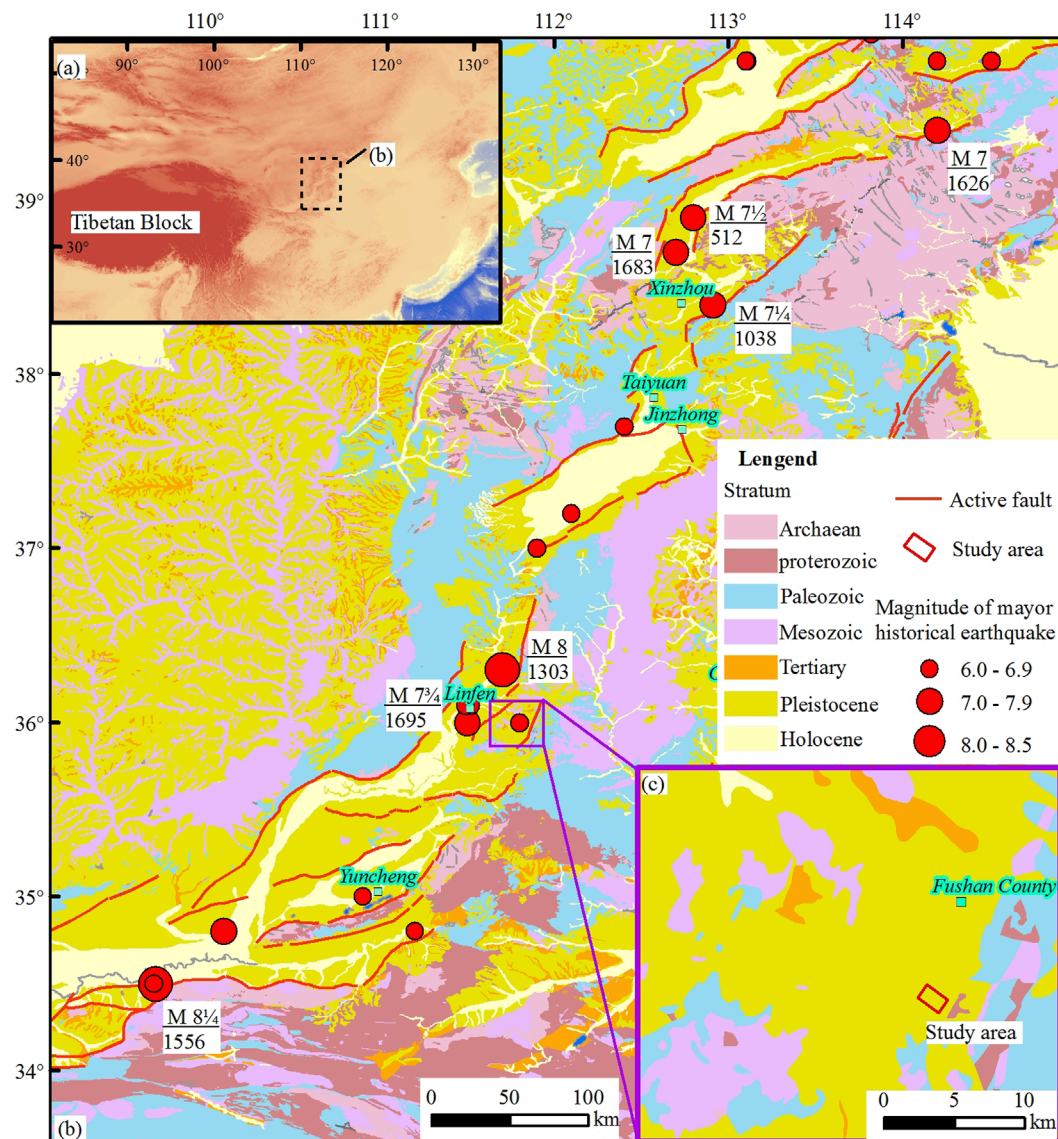 110°
111°
112°
113°
114°
(a)
90°
100°
110°
120°
130°
40°
30°
(b)
Tibetan Block
39°
38°
37°
36°
35°
34°
M 7
1626
M 7½
512
M 7
1683
Xinzhou
M 7¼
1038
Taiyuan
Jinzhong
M 8
1303
M 7¾
1695
Linfen
Yuncheng
M 8¼
1556
Lengend
Stratum
Archaean
proterozoic
Paleozoic
Mesozoic
Tertiary
Pleistocene
Holocene
Active fault
Study area
Magnitude of mayor
historical earthquake
6.0 - 6.9
7.0 - 7.9
8.0 - 8.5
(c)
Fushan County
Study area
0 5 10
km
0 50 100
km
(b)